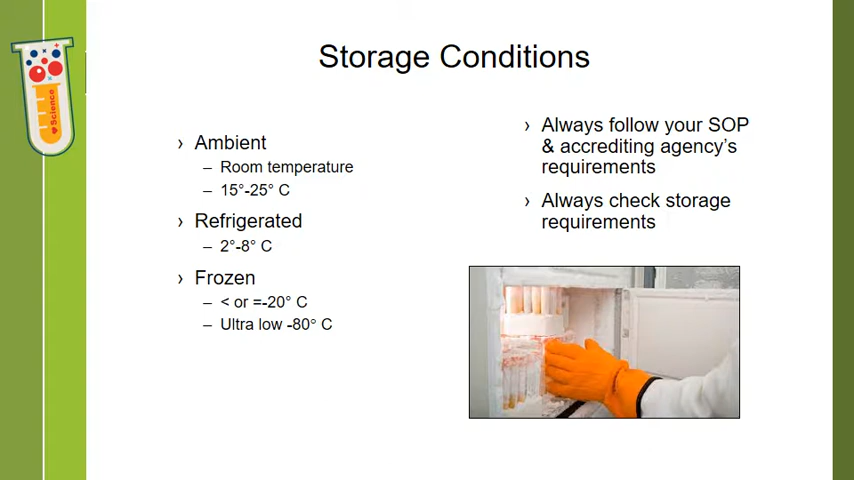 Storage Conditions
› Ambient
– Room temperature
– 15°-25° C
› Refrigerated
– 2°-8° C
› Frozen
– < or =-20° C
– Ultra low -80° C
› Always follow your SOP
& accrediting agency’s
requirements
› Always check storage
requirements
♥Science